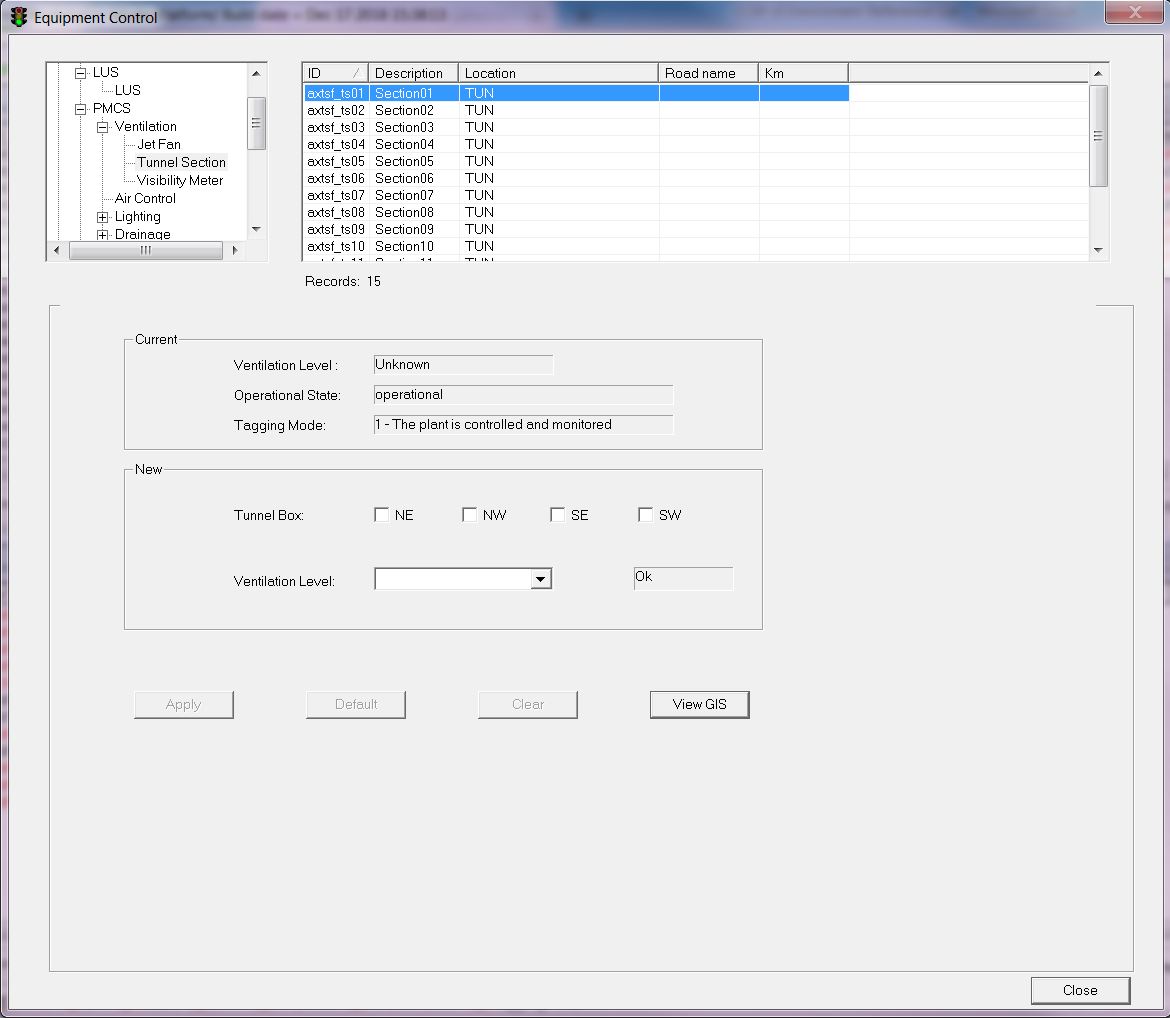 Equipment Control
LUS
LUS
PMCS
Ventilation
Jet Fan
Tunnel Section
Visibility Meter
Air Control
Lighting
Drainage
ID Description Location Road name Km
axtsf_ts01 Section01 TUN
axtsf_ts02 Section02 TUN
axtsf_ts03 Section03 TUN
axtsf_ts04 Section04 TUN
axtsf_ts05 Section05 TUN
axtsf_ts06 Section06 TUN
axtsf_ts07 Section07 TUN
axtsf_ts08 Section08 TUN
axtsf_ts09 Section09 TUN
axtsf_ts10 Section10 TUN
Records: 15
Current
Ventilation Level : Unknown
Operational State: operational
Tagging Mode: 1 - The plant is controlled and monitored
New
Tunnel Box: NE NW SE SW
Ventilation Level: Ok
Apply Default Clear View GIS
Close